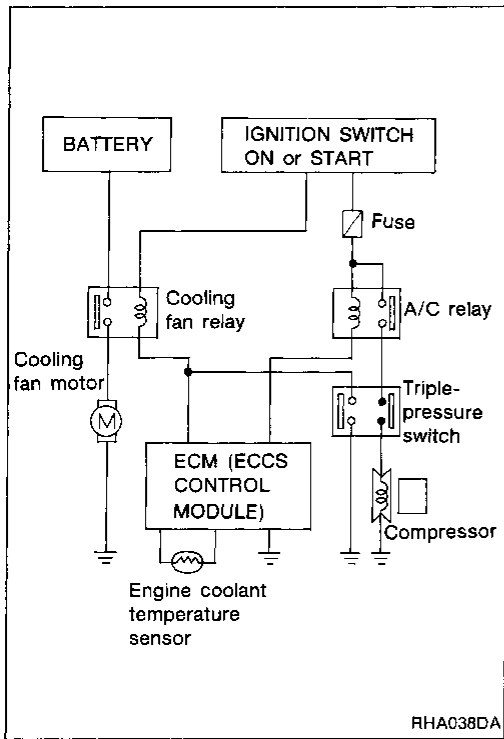 BATTERY
IGNITION SWITCH
ON or START
Fuse
Cooling
fan relay
A/C relay
Cooling
fan motor
M
Triple-
pressure
switch
ECM (ECCS
CONTROL
MODULE)
Compressor
Engine coolant
temperature
sensor
RHA038DA